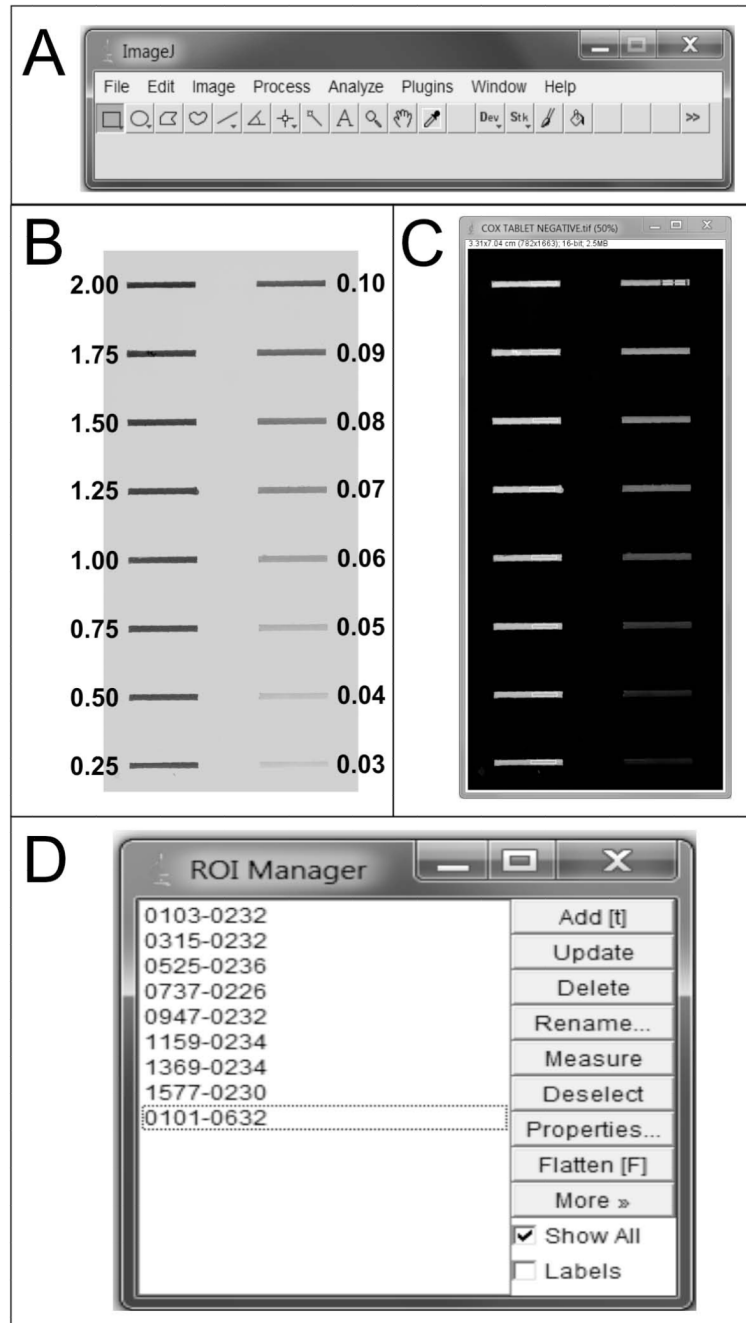 A
ImageJ
File Edit Image Process Analyze Plugins Window Help
A Dev Stk >>
B
2.00 0.10
1.75 0.09
1.50 0.08
1.25 0.07
1.00 0.06
0.75 0.05
0.50 0.04
0.25 0.03
C
COX TABLET NEGATIVE.tif (50%)
3.31x7.04 cm (782x1663); 16-bit; 2.5MB
D
ROI Manager
0103-0232
0315-0232
0525-0236
0737-0226
0947-0232
1159-0234
1369-0234
1577-0230
0101-0632
Add [t]
Update
Delete
Rename...
Measure
Deselect
Properties...
Flatten [F]
More »
Show All
Labels